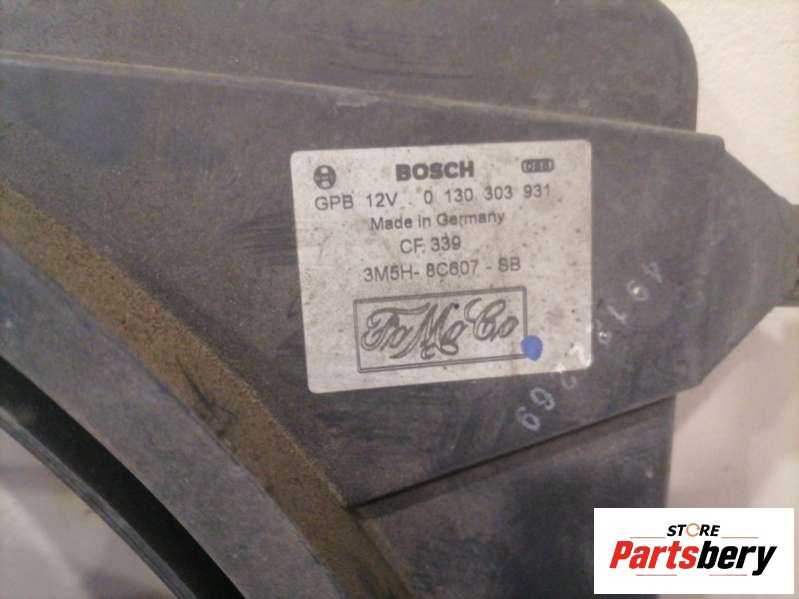 BOSCH
GPB 12V 0 130 303 931
Made in Germany
CF. 339
3M5H- 8C607 - SB
FoMoCo
STORE
Partsbery